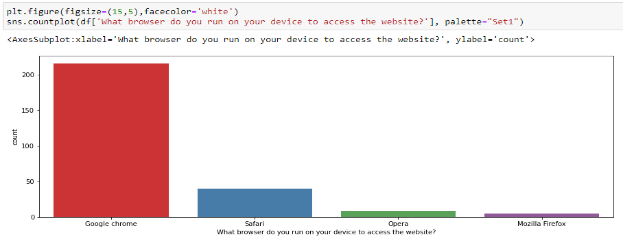 plt.figure(figsize=(15,5),facecolor='white')
sns.countplot(df['What browser do you run on your device to access the website?'], palette="Set1")
<AxesSubplot:xlabel='What browser do you run on your device to access the website?', ylabel='count'>
200
150
100
50
0
count
Google chrome Safari Opera Mozilla Firefox
What browser do you run on your device to access the website?